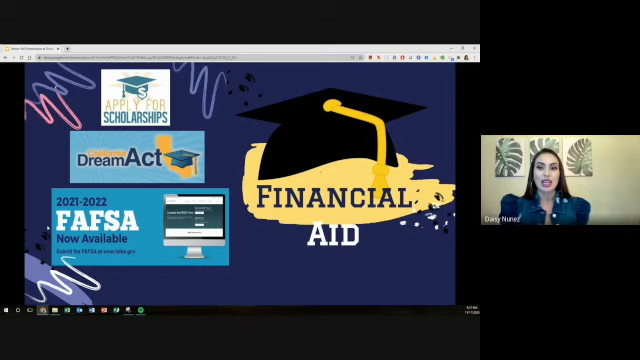 APPLY FOR
SCHOLARSHIPS
California
DreamAct
2021-2022
FAFSA
Now Available
Submit the FAFSA at www.fafsa.gov
FINANCIAL
AID
Daisy Nunez